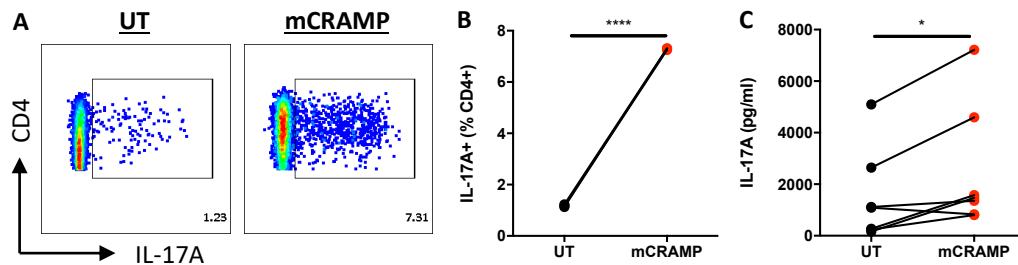 A
UT
mCRAMP
CD4
IL-17A
1.23
7.31
B
****
IL-17A+ (% CD4+)
8
6
4
2
0
UT
mCRAMP
C
*
IL-17A (pg/ml)
8000
6000
4000
2000
0
UT
mCRAMP